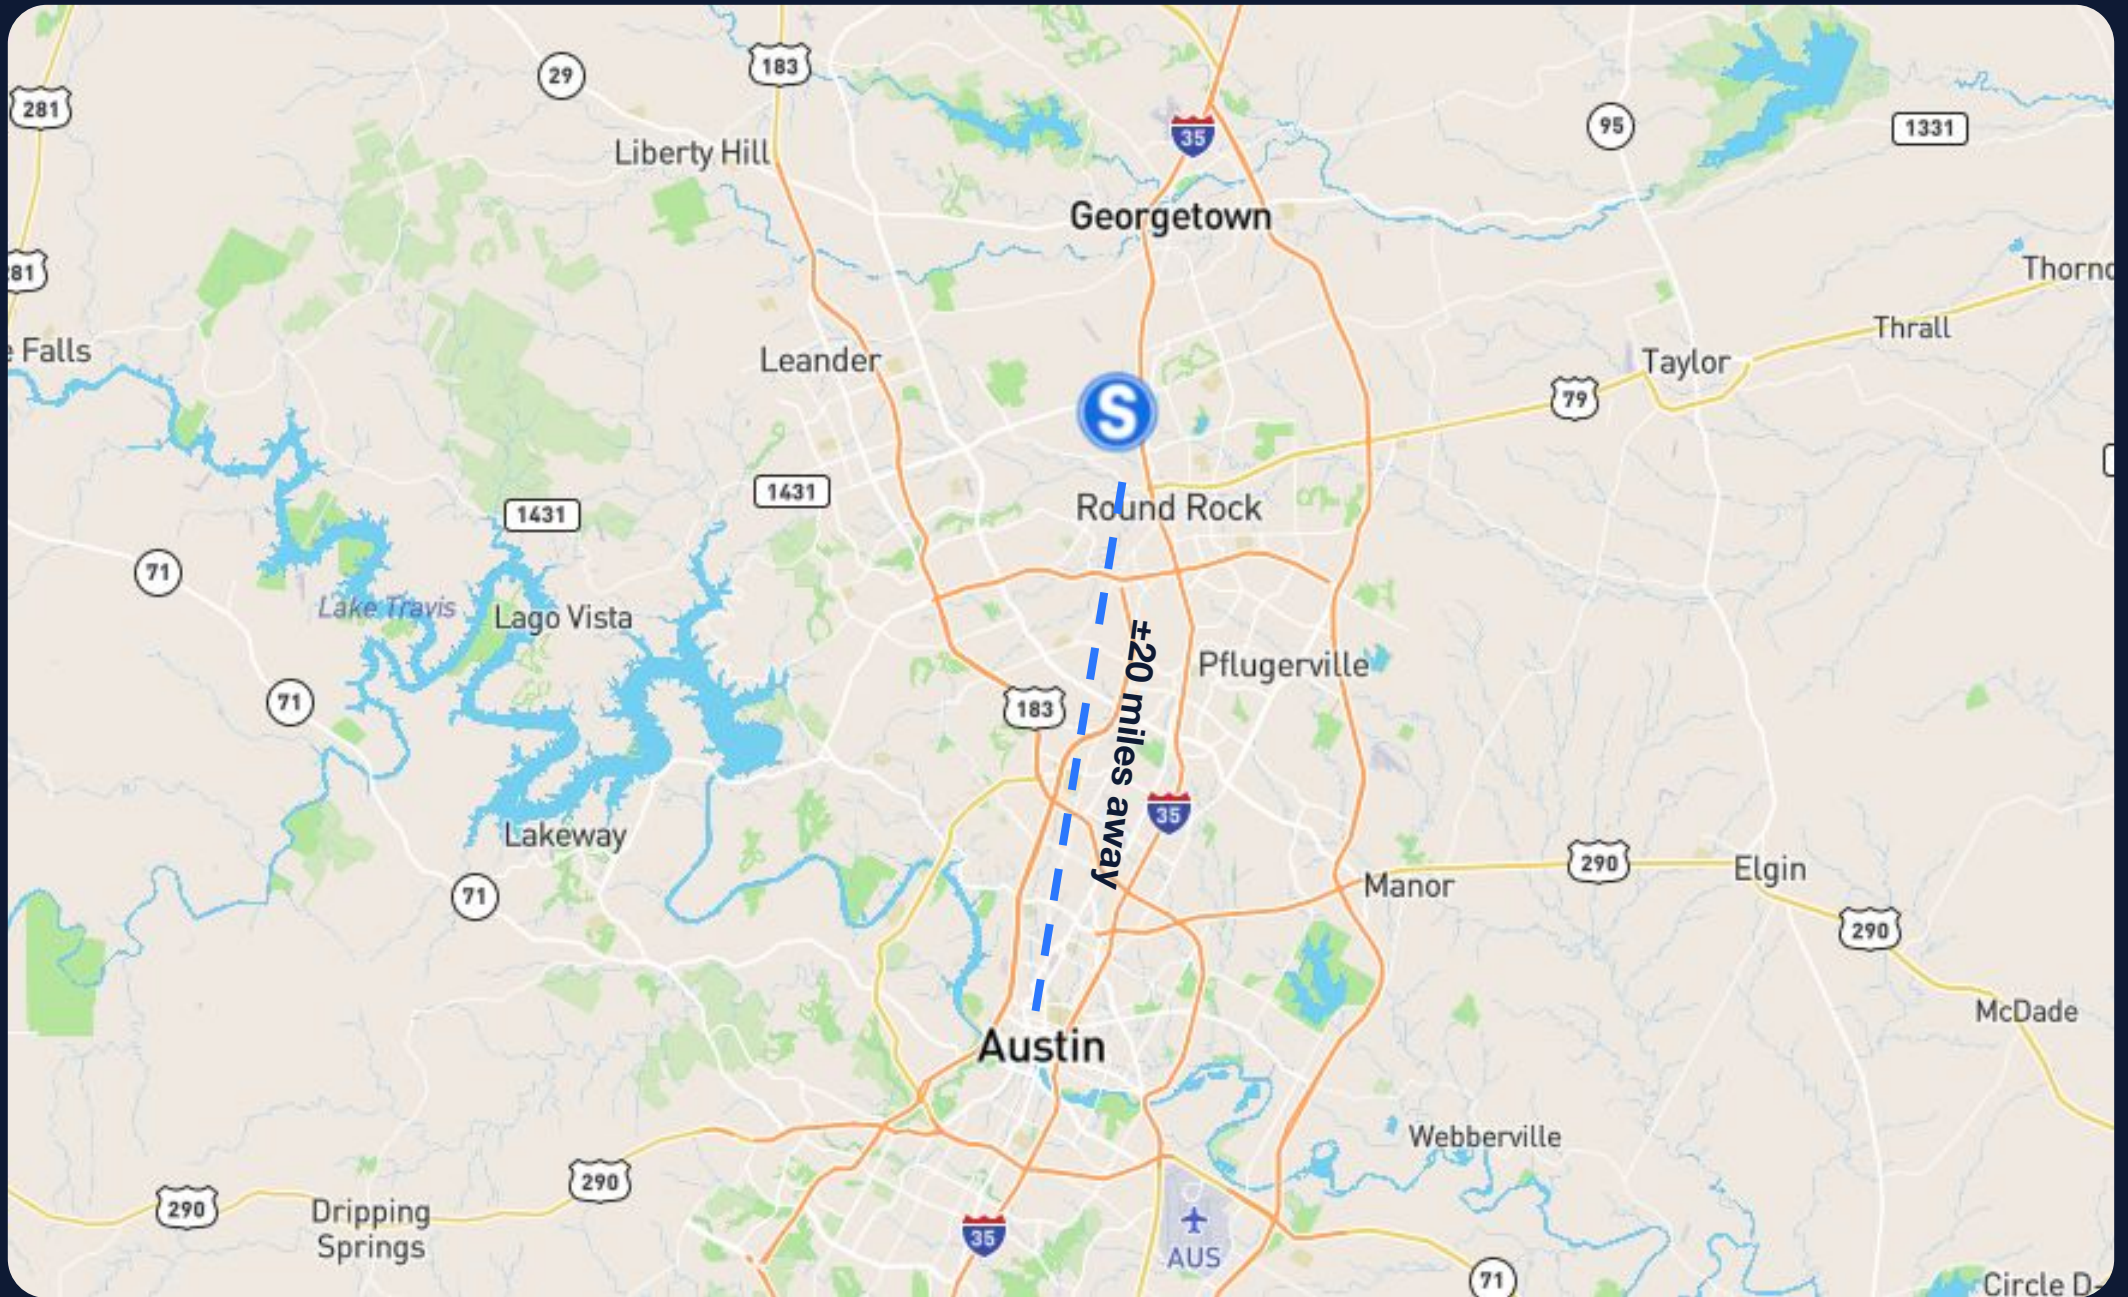 29
183
281
35
95
1331
Liberty Hill
Georgetown
281
Thornd
Thrall
e Falls
Leander
Taylor
79
S
1431
1431
Round Rock
71
Lake Travis
Lago Vista
±20 miles away
Pflugerville
71
183
35
Lakeway
290
Elgin
Manor
71
290
McDade
Austin
Webberville
290
290
Dripping
Springs
35
AUS
71
Circle D-